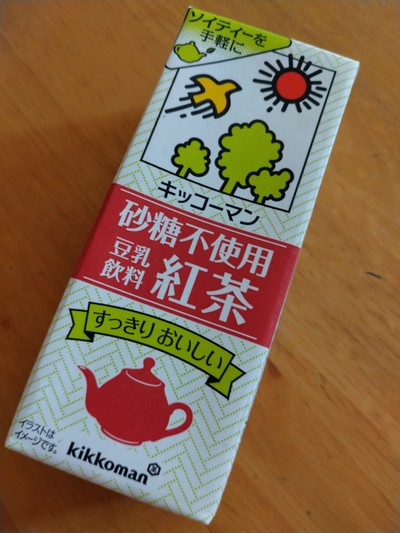 ソイティーを
手軽に
キッコーマン
砂糖不使用
豆乳
飲料
紅茶
すっきりおいしい
イラストは
イメージです。
kikkoman